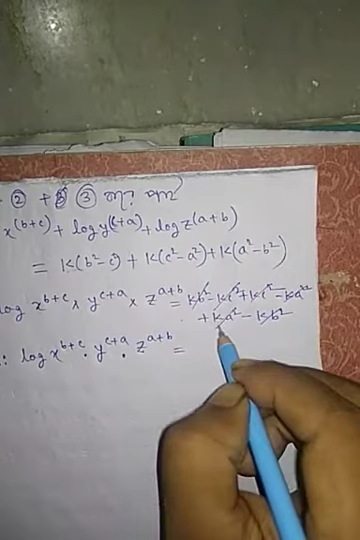 + ② + ③ করে পাই
x^(b+c) + log y^(c+a) + log z^(a+b)
= k(b²-c²) + k(c²-a²) + k(a²-b²)
log x^(b+c) × y^(c+a) × z^(a+b) = kb² - kc² + kc² - ka²
+ ka² - kb²
∴ log x^(b+c) · y^(c+a) · z^(a+b) =